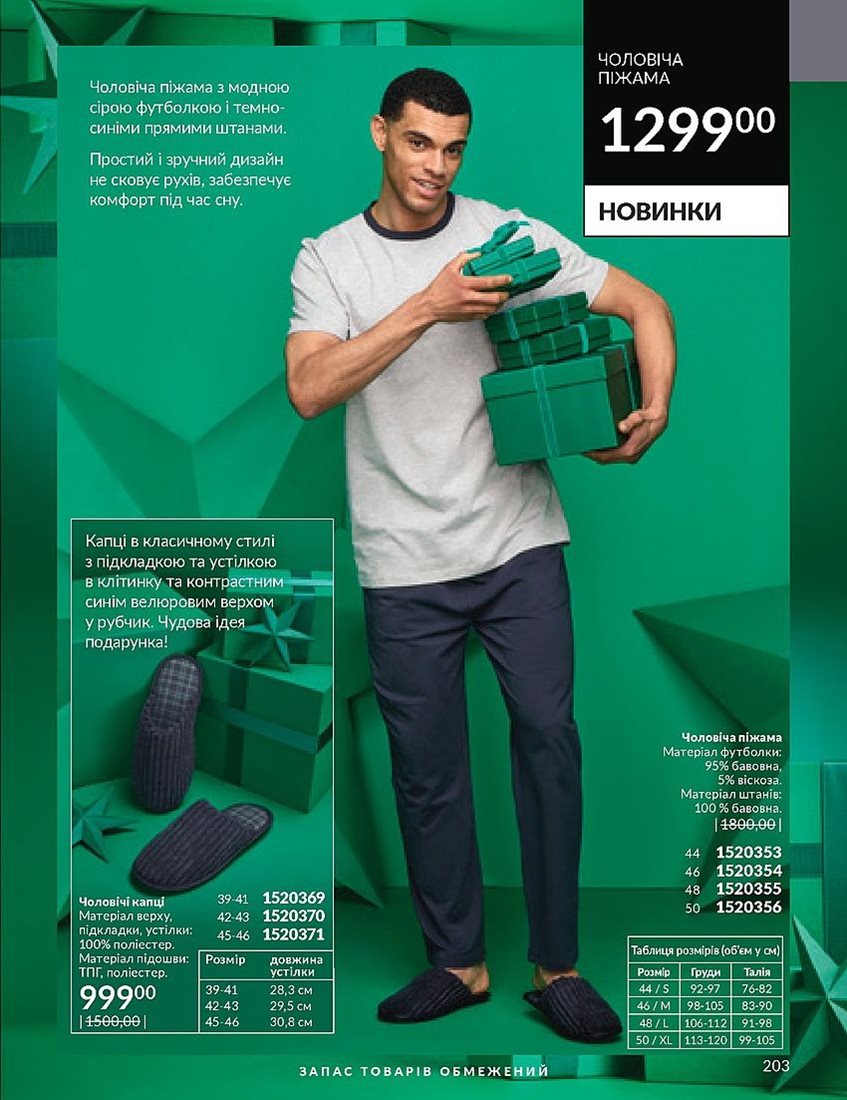 Чоловіча піжама з модною
сірою футболкою і темно-
синіми прямими штанами.
Простий і зручний дизайн
не сковує рухів, забезпечує
комфорт під час сну.
ЧОЛОВІЧА
ПІЖАМА
1299⁰⁰
НОВИНКИ
Капці в класичному стилі
з підкладкою та устілкою
в клітинку та контрастним
синім велюровим верхом
у рубчик. Чудова ідея
подарунка!
Чоловічі капці
Матеріал верху,
підкладки, устілки:
100% поліестер.
Матеріал підошви:
ТПГ, поліестер.
999⁰⁰
|1500,00|
39-41 1520369
42-43 1520370
45-46 1520371
Розмір довжина
устілки
39-41 28,3 см
42-43 29,5 см
45-46 30,8 см
Чоловіча піжама
Матеріал футболки:
95% бавовна,
5% віскоза.
Матеріал штанів:
100 % бавовна.
|1800,00|
44 1520353
46 1520354
48 1520355
50 1520356
Таблиця розмірів (об'єм у см)
Розмір Груди Талія
44 / S 92-97 76-82
46 / M 98-105 83-90
48 / L 106-112 91-98
50 / XL 113-120 99-105
ЗАПАС ТОВАРІВ ОБМЕЖЕНИЙ
203